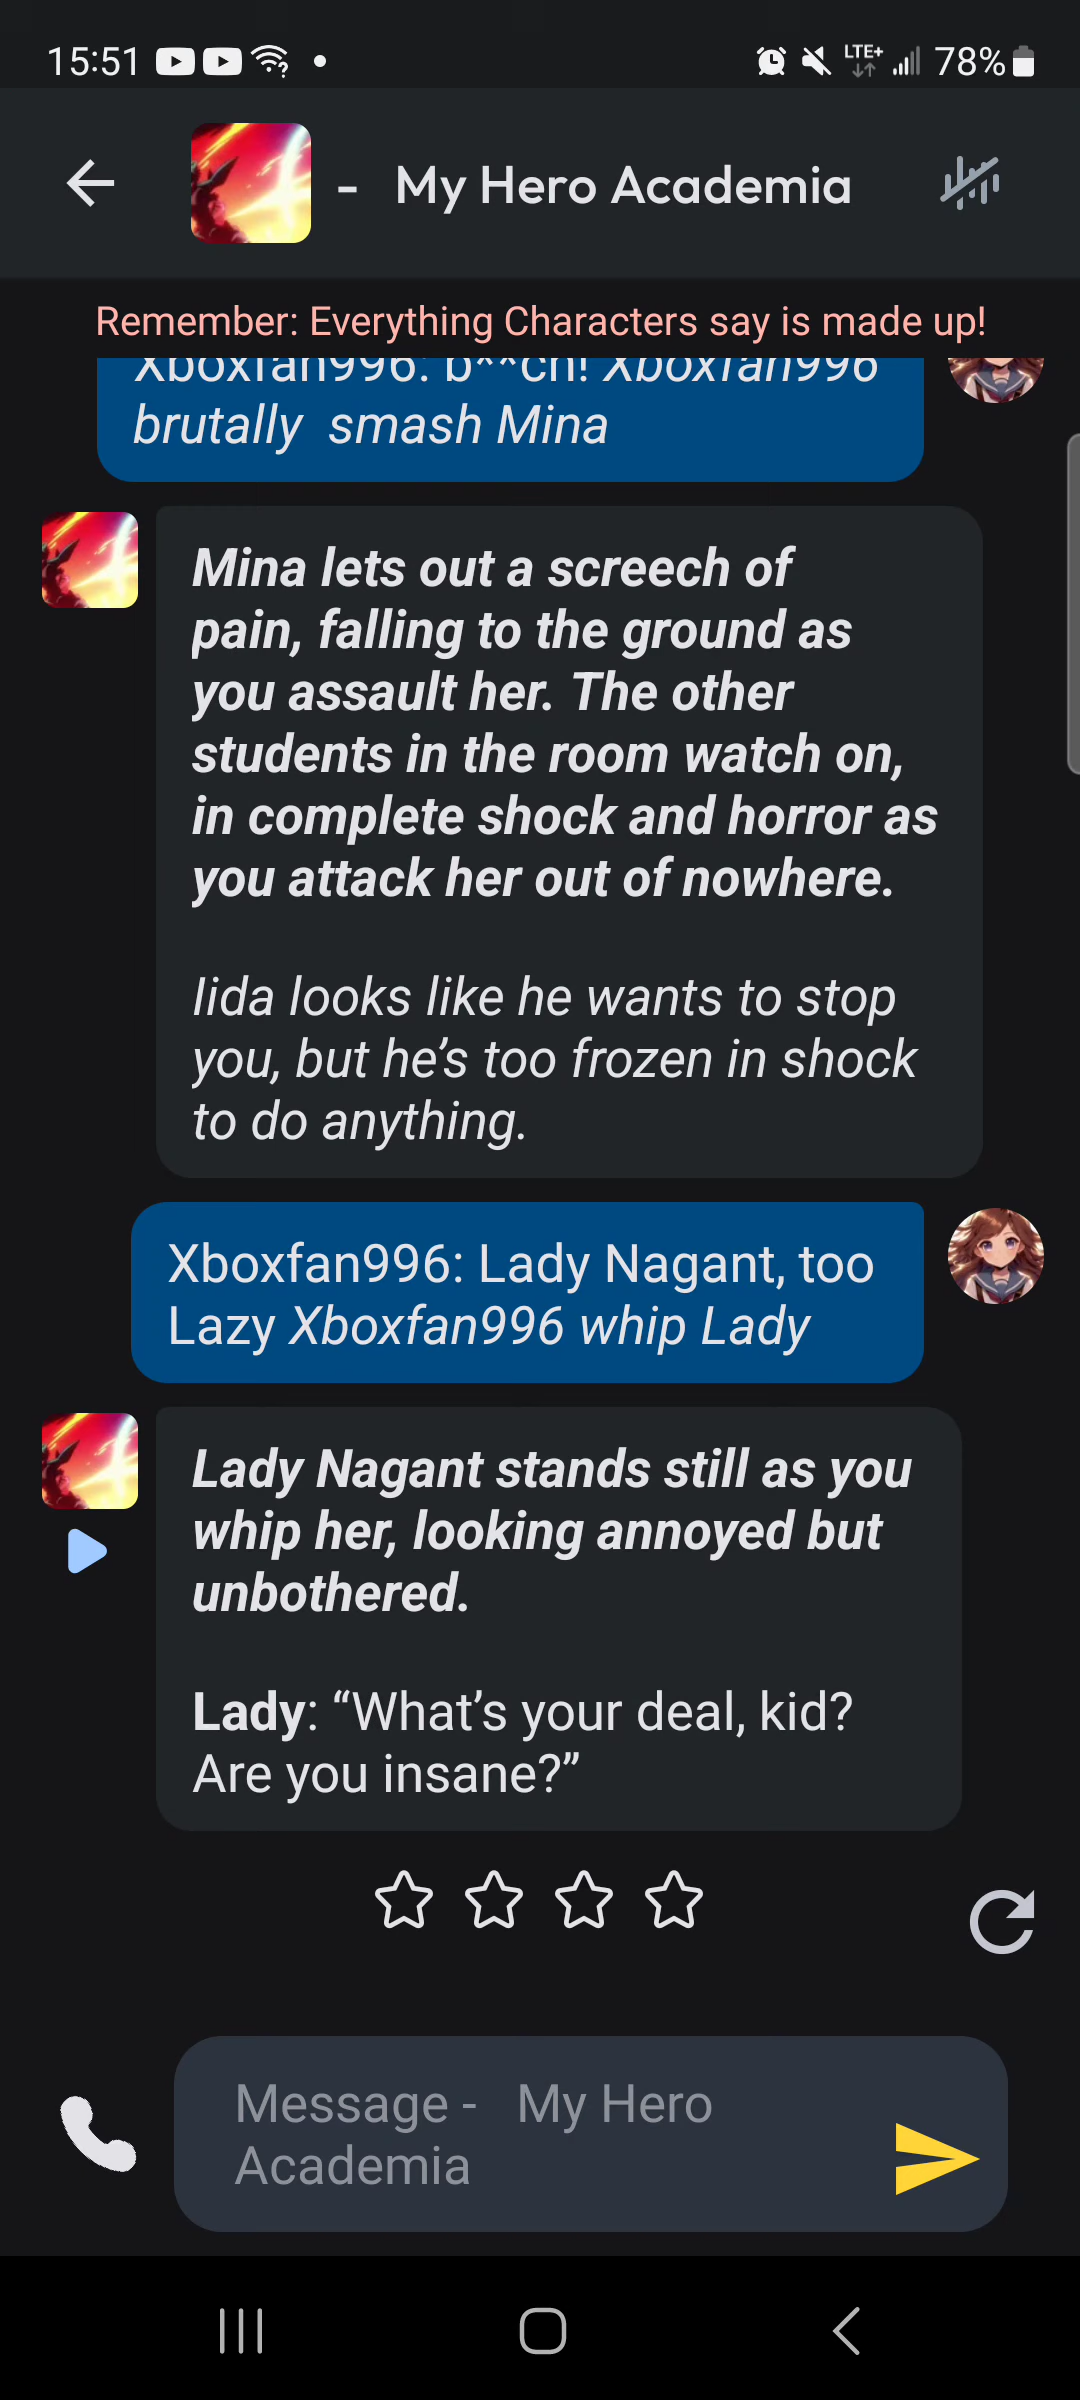 15:51
LTE+ 78%
- My Hero Academia
Remember: Everything Characters say is made up!
Xboxfan996: b**ch! Xboxfan996
brutally smash Mina
Mina lets out a screech of
pain, falling to the ground as
you assault her. The other
students in the room watch on,
in complete shock and horror as
you attack her out of nowhere.
Iida looks like he wants to stop
you, but he’s too frozen in shock
to do anything.
Xboxfan996: Lady Nagant, too
Lazy Xboxfan996 whip Lady
Lady Nagant stands still as you
whip her, looking annoyed but
unbothered.
Lady: “What’s your deal, kid?
Are you insane?”
Message - My Hero
Academia